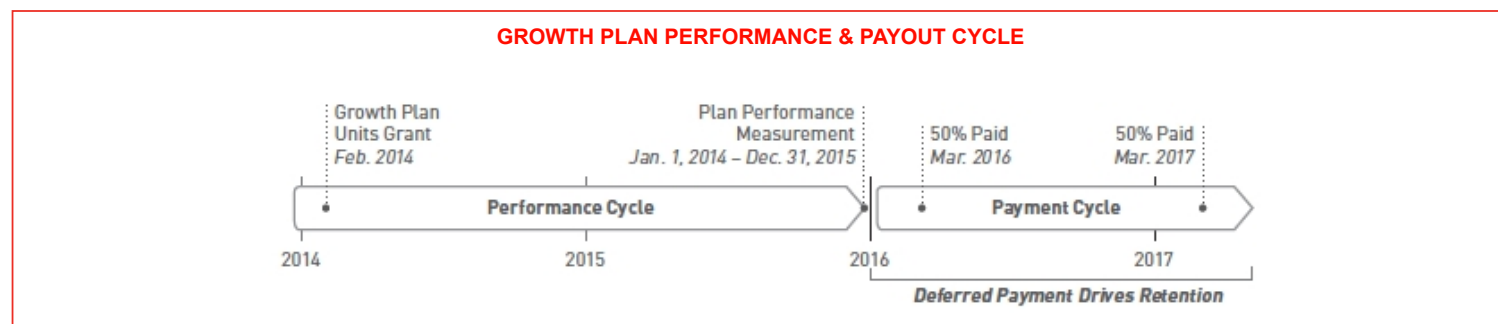 GROWTH PLAN PERFORMANCE & PAYOUT CYCLE
Growth Plan
Units Grant
Feb. 2014
Plan Performance
Measurement
Jan. 1, 2014 – Dec. 31, 2015
50% Paid
Mar. 2016
50% Paid
Mar. 2017
Performance Cycle
Payment Cycle
2014
2015
2016
2017
Deferred Payment Drives Retention